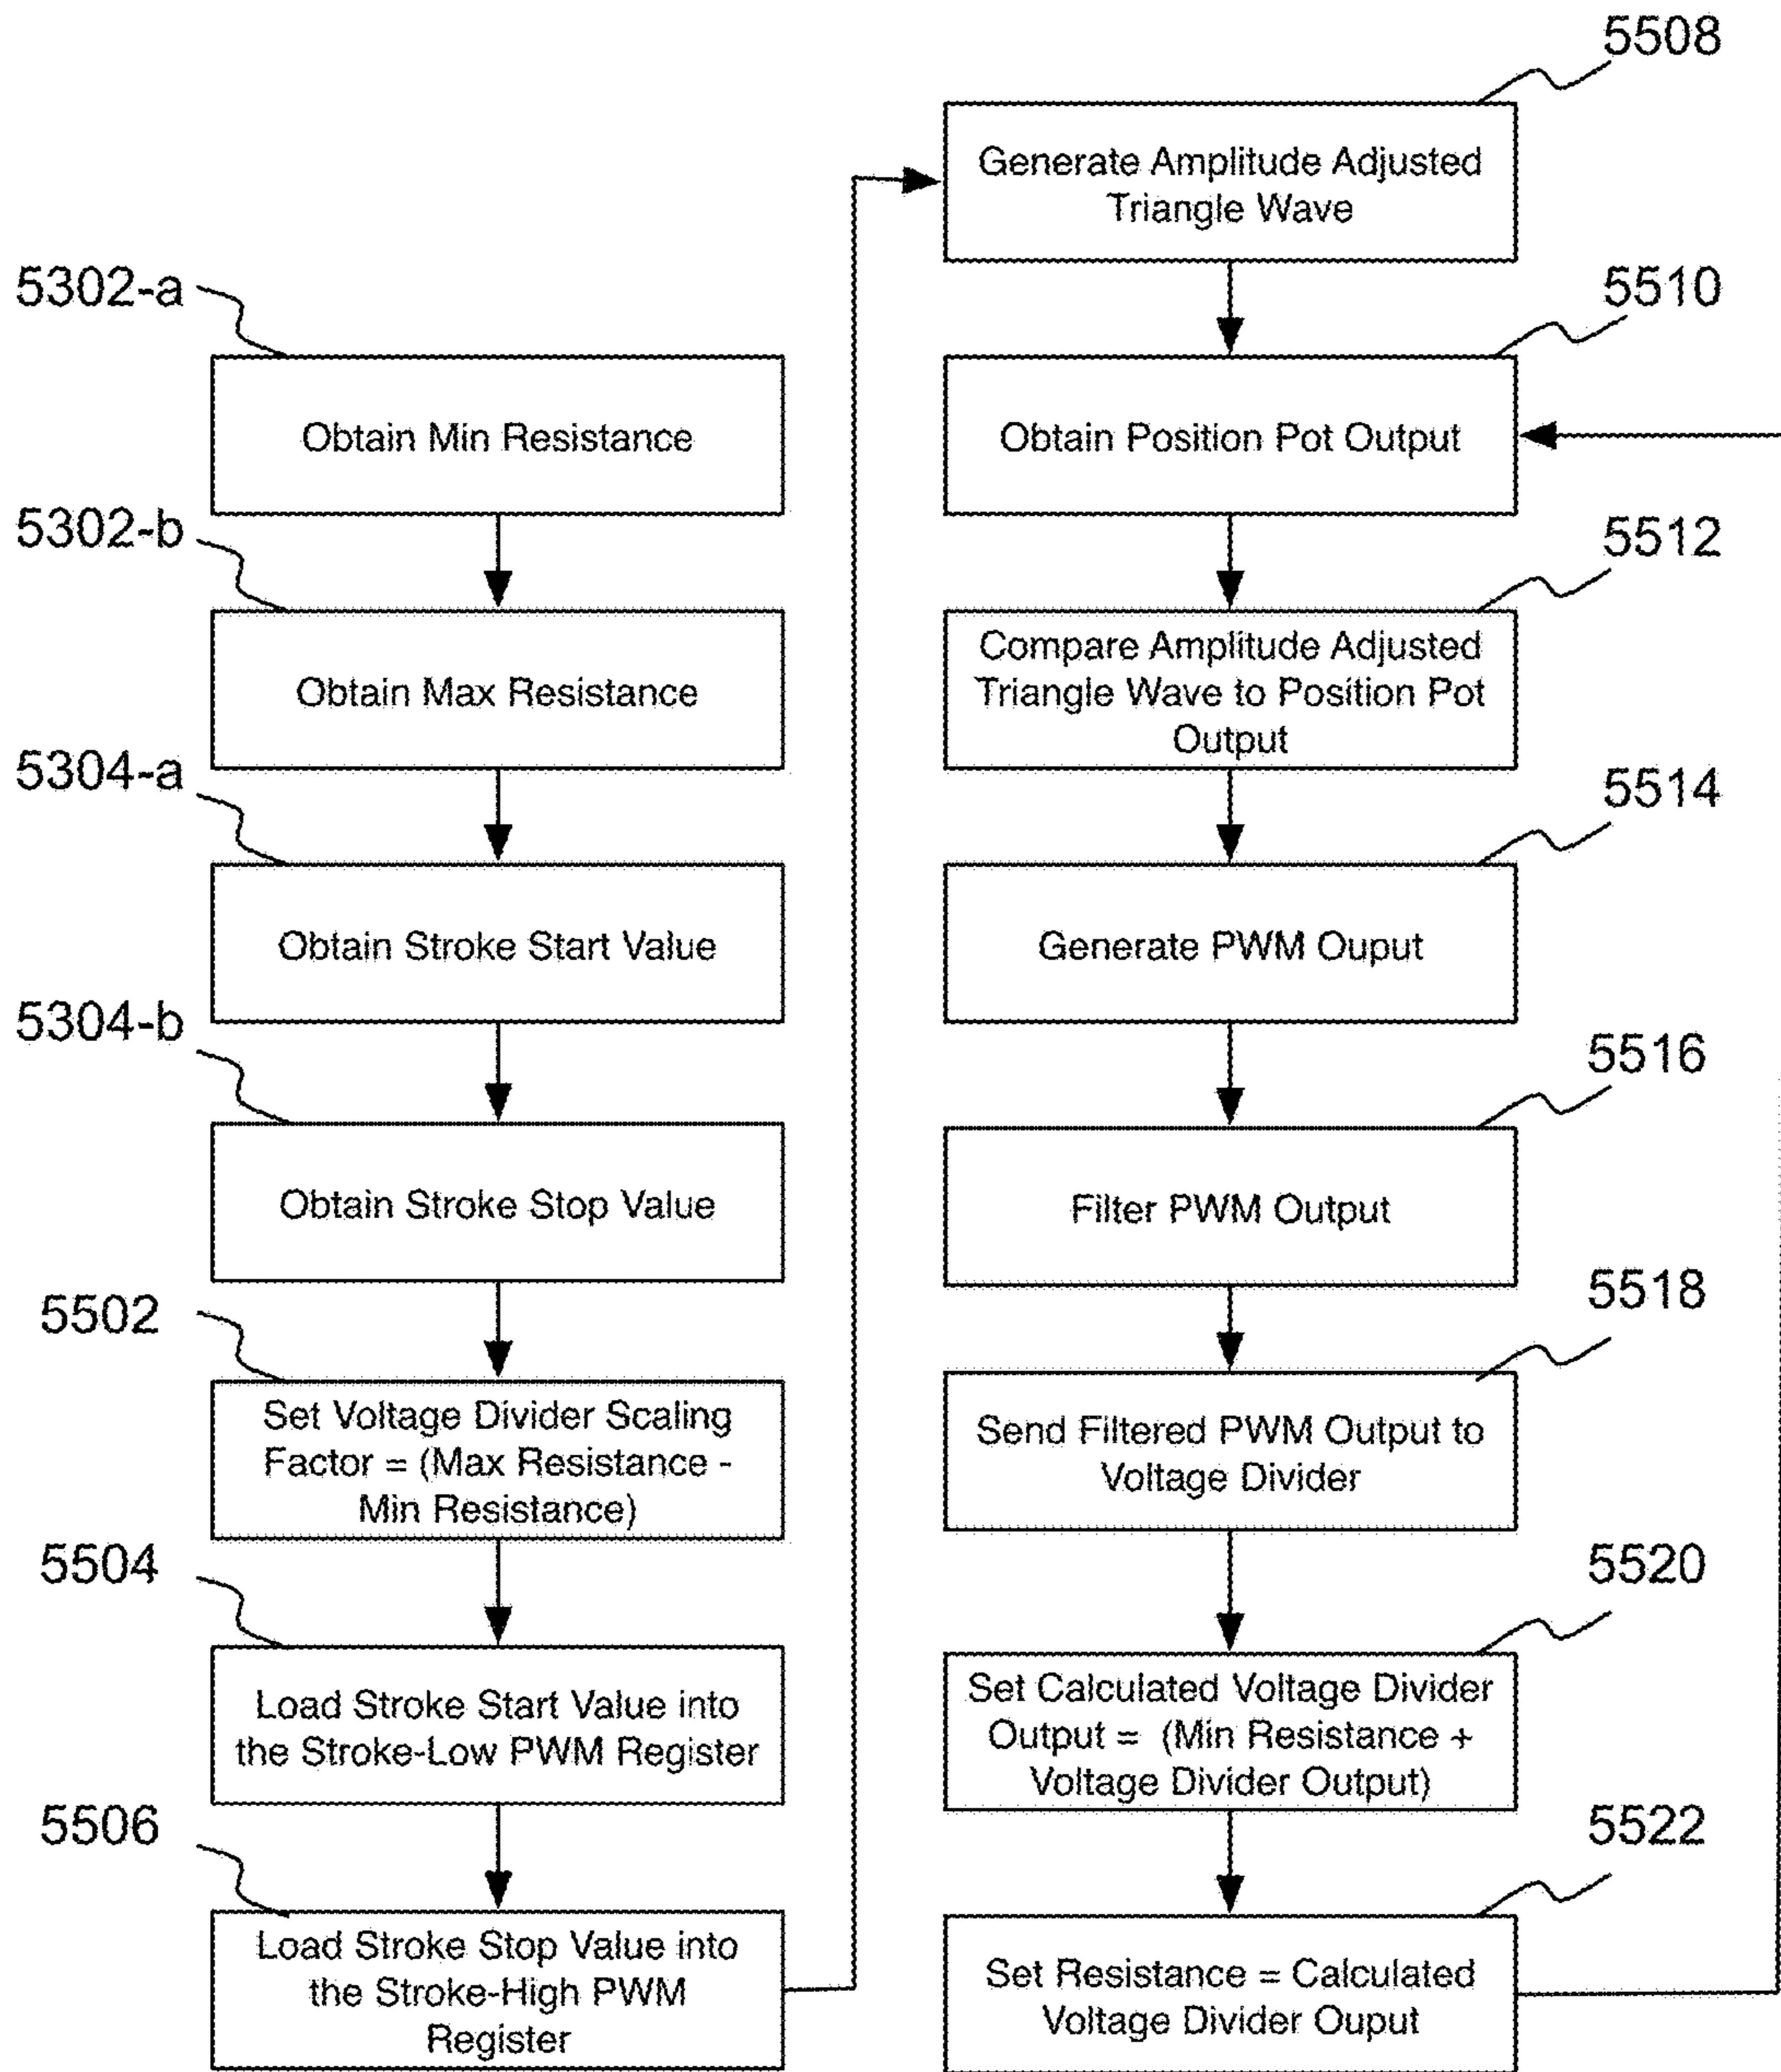 5302-a
Obtain Min Resistance
5302-b
Obtain Max Resistance
5304-a
Obtain Stroke Start Value
5304-b
Obtain Stroke Stop Value
5502
Set Voltage Divider Scaling
Factor = (Max Resistance -
Min Resistance)
5504
Load Stroke Start Value into
the Stroke-Low PWM Register
5506
Load Stroke Stop Value into
the Stroke-High PWM
Register
5508
Generate Amplitude Adjusted
Triangle Wave
5510
Obtain Position Pot Output
5512
Compare Amplitude Adjusted
Triangle Wave to Position Pot
Output
5514
Generate PWM Ouput
5516
Filter PWM Output
5518
Send Filtered PWM Output to
Voltage Divider
5520
Set Calculated Voltage Divider
Output = (Min Resistance +
Voltage Divider Output)
5522
Set Resistance = Calculated
Voltage Divider Ouput